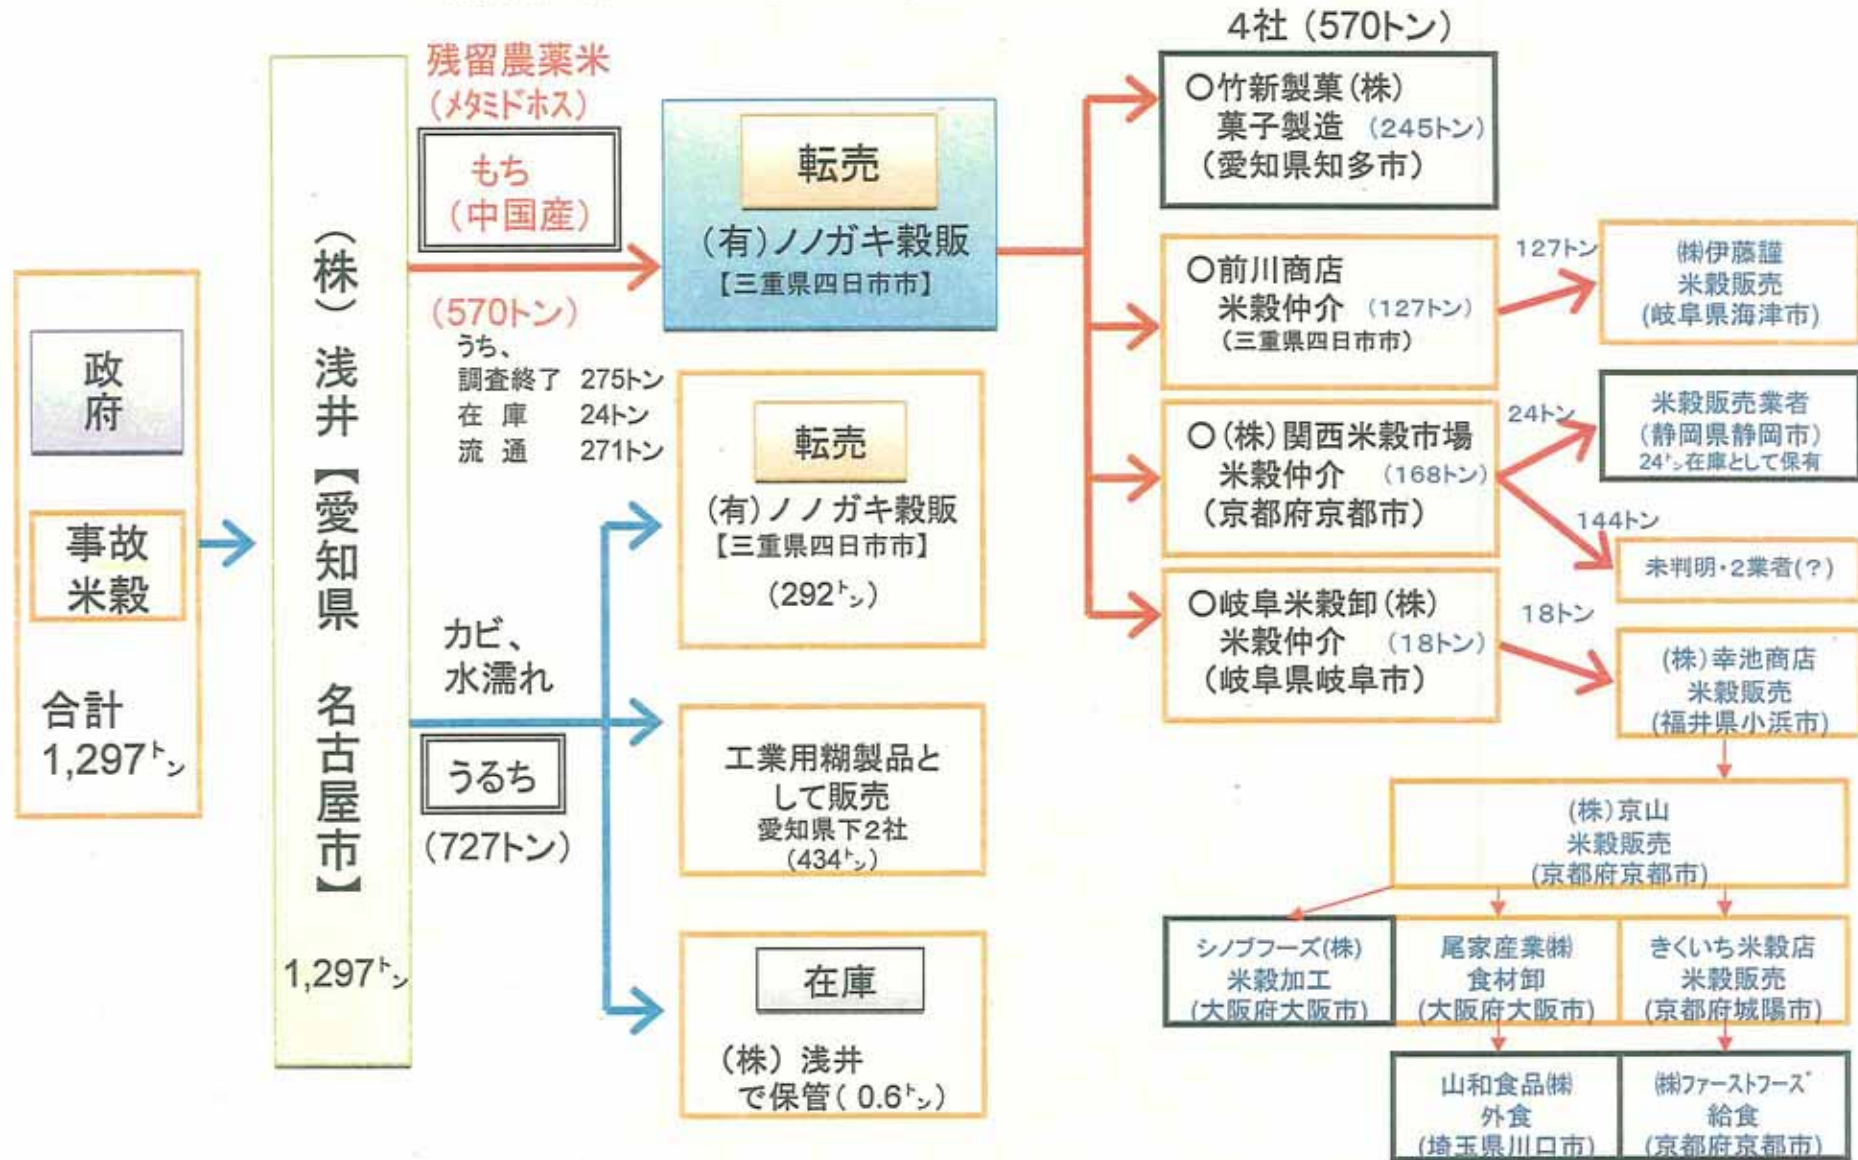 政
府
事故
米穀
合計
1,297トン
(株)浅井【愛知県 名古屋市】
1,297トン
残留農薬米
(メタミドホス)
もち
(中国産)
(570トン)
うち、
調査終了 275トン
在 庫 24トン
流 通 271トン
カビ、
水濡れ
うるち
(727トン)
転売
(有)ノノガキ穀販
【三重県四日市市】
転売
(有)ノノガキ穀販
【三重県四日市市】
(292トン)
工業用糊製品と
して販売
愛知県下2社
(434トン)
在庫
(株)浅井
で保管(0.6トン)
4社(570トン)
○竹新製菓(株)
菓子製造 (245トン)
(愛知県知多市)
○前川商店
米穀仲介 (127トン)
(三重県四日市市)
○(株)関西米穀市場
米穀仲介 (168トン)
(京都府京都市)
○岐阜米穀卸(株)
米穀仲介 (18トン)
(岐阜県岐阜市)
127トン
㈱伊藤謹
米穀販売
(岐阜県海津市)
24トン
米穀販売業者
(静岡県静岡市)
24トン在庫として保有
144トン
未判明・2業者(?)
18トン
(株)幸池商店
米穀販売
(福井県小浜市)
(株)京山
米穀販売
(京都府京都市)
シノブフーズ(株)
米穀加工
(大阪府大阪市)
尾家産業㈱
食材卸
(大阪府大阪市)
きくいち米穀店
米穀販売
(京都府城陽市)
山和食品㈱
外食
(埼玉県川口市)
㈱ファーストフーズ
給食
(京都府京都市)